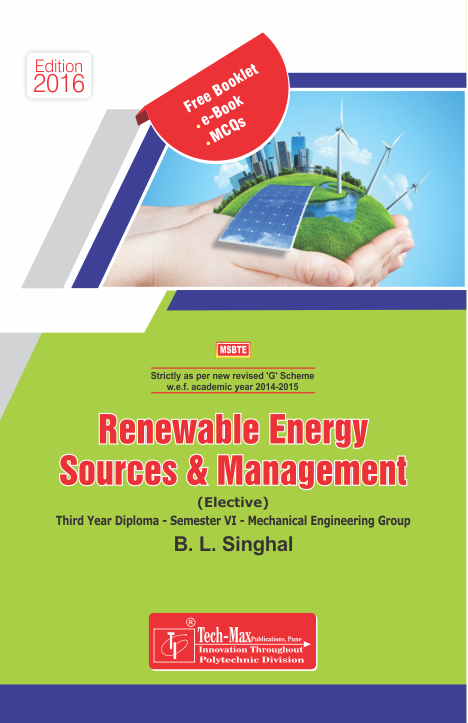 Edition
2016
Free Booklet
• e-Book
• MCQs
MSBTE
Strictly as per new revised 'G' Scheme
w.e.f. academic year 2014-2015
Renewable Energy
Sources & Management
(Elective)
Third Year Diploma - Semester VI - Mechanical Engineering Group
B. L. Singhal
®
Tech-Max Publications, Pune
Innovation Throughout
Polytechnic Division